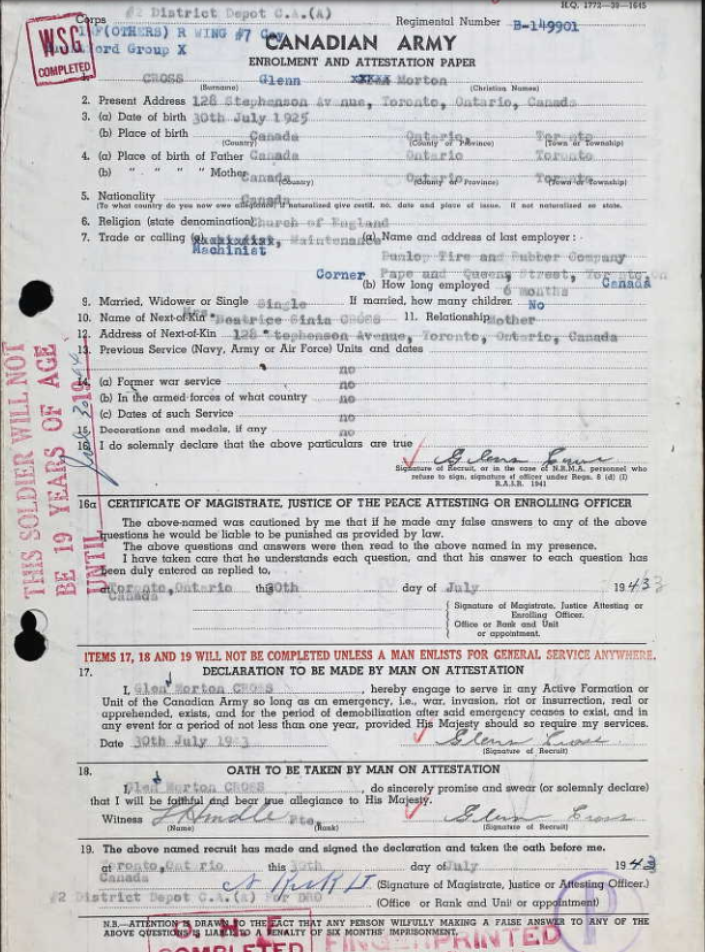 H.Q. 1772—39—1645
Corps #2 District Depot C.A.(A) Regimental Number B-149901
INF(OTHERS) R WING #7 Coy
Group X
WSG
COMPLETED
CANADIAN ARMY
ENROLMENT AND ATTESTATION PAPER
1. CROSS Glenn xxxxx Morton
(Surname) (Christian Names)
2. Present Address 128 Stephenson Av nue, Toronto, Ontario, Canada
3. (a) Date of birth 30th July 1925
(b) Place of birth Canada Ontario, Toronto
(Country) (County or Province) (Town or Township)
4. (a) Place of birth of Father Canada Ontario Toronto
(b) " " " " Mother Canada Ontario Toronto
(Country) (County or Province) (Town or Township)
5. Nationality Canada
(To what country do you now owe allegiance) If naturalized give certif. no. date and place of issue. If not naturalized so state.
6. Religion (state denomination) Church of England
7. Trade or calling Maintenance (a) Name and address of last employer:
Machinist Dunlop Tire and Rubber Company
Corner Pape and Queens Street, Toronto, On
(b) How long employed 6 months Canada
9. Married, Widower or Single Single If married, how many children. No
10. Name of Next-of-Kin Mrs. Beatrice Sinia CROSS 11. Relationship Mother
12. Address of Next-of-Kin 128 Stephenson Avenue, Toronto, Ontario, Canada
13. Previous Service (Navy, Army or Air Force) Units and dates
no
14. (a) Former war service no
(b) In the armed forces of what country no
(c) Dates of such Service no
15. Decorations and medals, if any no
16. I do solemnly declare that the above particulars are true
Glenn Cross
Signature of Recruit, or in the case of N.R.M.A. personnel who
refuse to sign, signature of officer under Regn. 8 (d) (I)
R.A.S.R. 1941
THIS SOLDIER WILL NOT
BE 19 YEARS OF AGE
UNTIL July 30 1944
16a CERTIFICATE OF MAGISTRATE, JUSTICE OF THE PEACE ATTESTING OR ENROLLING OFFICER
The above-named was cautioned by me that if he made any false answers to any of the above
questions he would be liable to be punished as provided by law.
The above questions and answers were then read to the above named in my presence.
I have taken care that he understands each question, and that his answer to each question has
been duly entered as replied to,
at Toronto, Ontario this 30th day of July 1943
Canada
Signature of Magistrate, Justice Attesting or
Enrolling Officer.
Office or Rank and Unit
or appointment.
ITEMS 17, 18 AND 19 WILL NOT BE COMPLETED UNLESS A MAN ENLISTS FOR GENERAL SERVICE ANYWHERE.
17. DECLARATION TO BE MADE BY MAN ON ATTESTATION
I, Glen Morton CROSS, hereby engage to serve in any Active Formation or
Unit of the Canadian Army so long as an emergency, i.e., war, invasion, riot or insurrection, real or
apprehended, exists, and for the period of demobilization after said emergency ceases to exist, and in
any event for a period of not less than one year, provided His Majesty should so require my services.
Date 30th July 1943 Glenn Cross
(Signature of Recruit)
18. OATH TO BE TAKEN BY MAN ON ATTESTATION
I, Glen Morton CROSS, do sincerely promise and swear (or solemnly declare)
that I will be faithful and bear true allegiance to His Majesty.
Witness Hindle Pte. Glenn Cross
(Name) (Rank) (Signature of Recruit)
19. The above named recruit has made and signed the declaration and taken the oath before me.
at Toronto, Ont rio this 30th day of July 1943
Canada (Signature of Magistrate, Justice or Attesting Officer.)
#2 District Depot C.A.(A) For DRO (Office or Rank and Unit or appointment)
N.B.—ATTENTION IS DRAWN TO THE FACT THAT ANY PERSON WILFULLY MAKING A FALSE ANSWER TO ANY OF THE
ABOVE QUESTIONS IS LIABLE TO A PENALTY OF SIX MONTHS' IMPRISONMENT.
COMPLETED
FINGERPRINTED